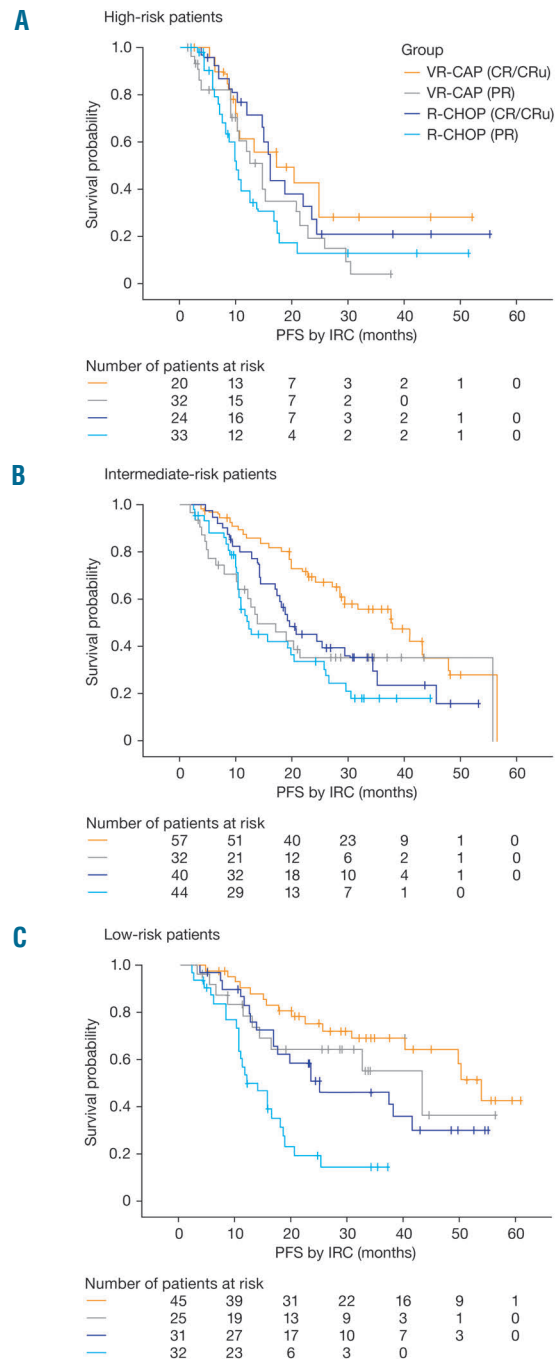 A
High-risk patients
Group
VR-CAP (CR/CRu)
VR-CAP (PR)
R-CHOP (CR/CRu)
R-CHOP (PR)
Survival probability
1.0
0.8
0.6
0.4
0.2
0
0 10 20 30 40 50 60
PFS by IRC (months)
Number of patients at risk
20 13 7 3 2 1 0
32 15 7 2 0
24 16 7 3 2 1 0
33 12 4 2 2 1 0
B
Intermediate-risk patients
Survival probability
1.0
0.8
0.6
0.4
0.2
0
0 10 20 30 40 50 60
PFS by IRC (months)
Number of patients at risk
57 51 40 23 9 1 0
32 21 12 6 2 1 0
40 32 18 10 4 1 0
44 29 13 7 1 0
C
Low-risk patients
Survival probability
1.0
0.8
0.6
0.4
0.2
0
0 10 20 30 40 50 60
PFS by IRC (months)
Number of patients at risk
45 39 31 22 16 9 1
25 19 13 9 3 1 0
31 27 17 10 7 3 0
32 23 6 3 0